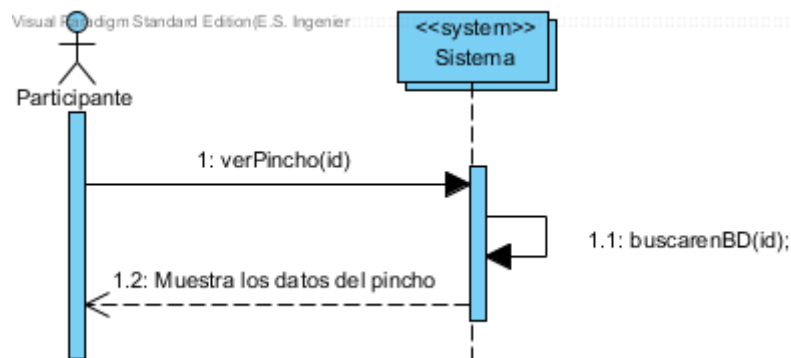 Visual Paradigm Standard Edition(E.S. Ingenier
<<system>>
Sistema
Participante
1: verPincho(id)
1.1: buscarenBD(id);
1.2: Muestra los datos del pincho